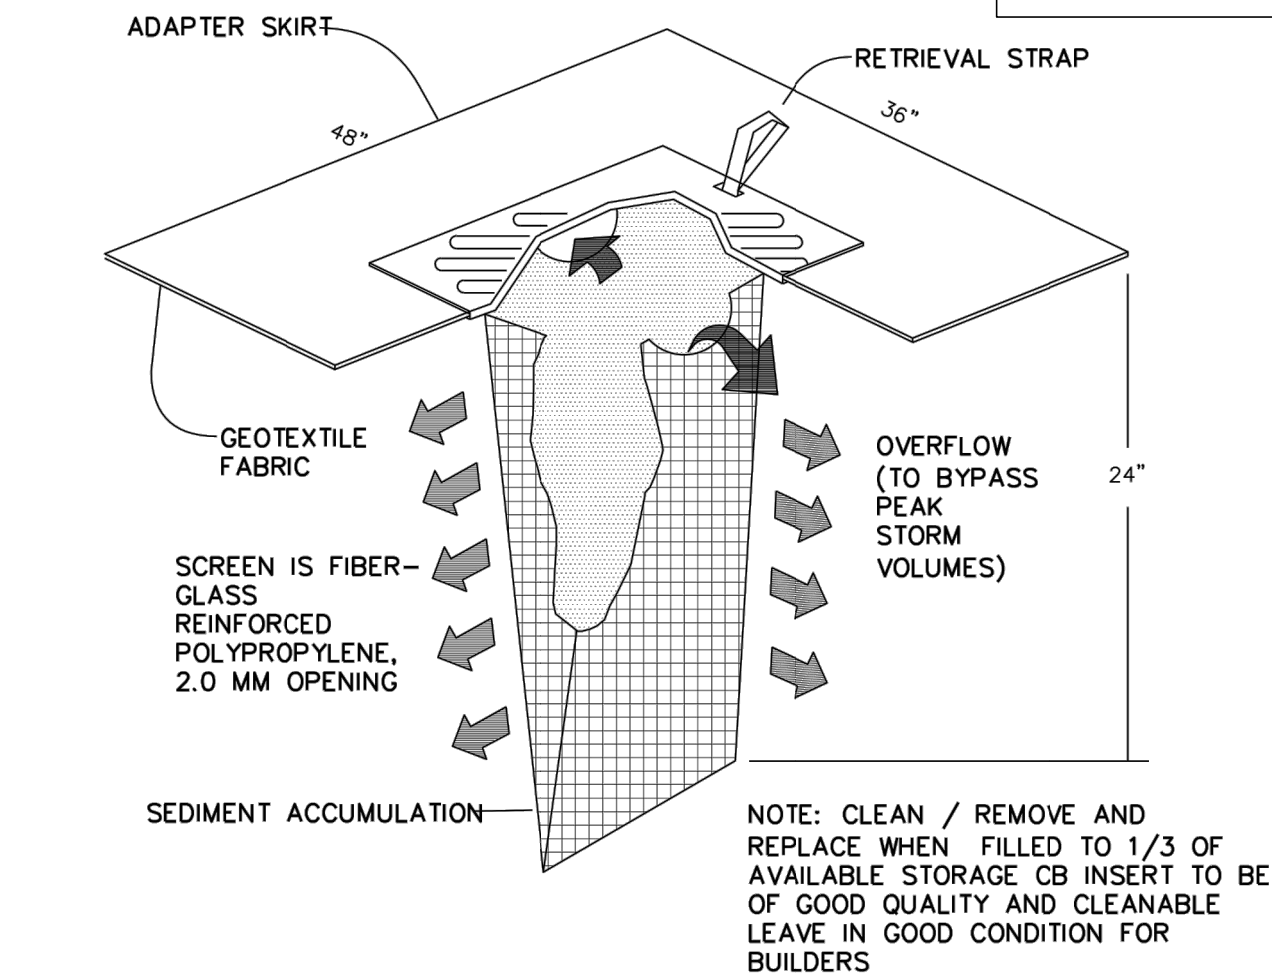 ADAPTER SKIRT
RETRIEVAL STRAP
48"
36"
GEOTEXTILE
FABRIC
OVERFLOW
(TO BYPASS
PEAK
STORM
VOLUMES)
24"
SCREEN IS FIBER-
GLASS
REINFORCED
POLYPROPYLENE,
2.0 MM OPENING
SEDIMENT ACCUMULATION
NOTE: CLEAN / REMOVE AND
REPLACE WHEN FILLED TO 1/3 OF
AVAILABLE STORAGE CB INSERT TO BE
OF GOOD QUALITY AND CLEANABLE
LEAVE IN GOOD CONDITION FOR
BUILDERS